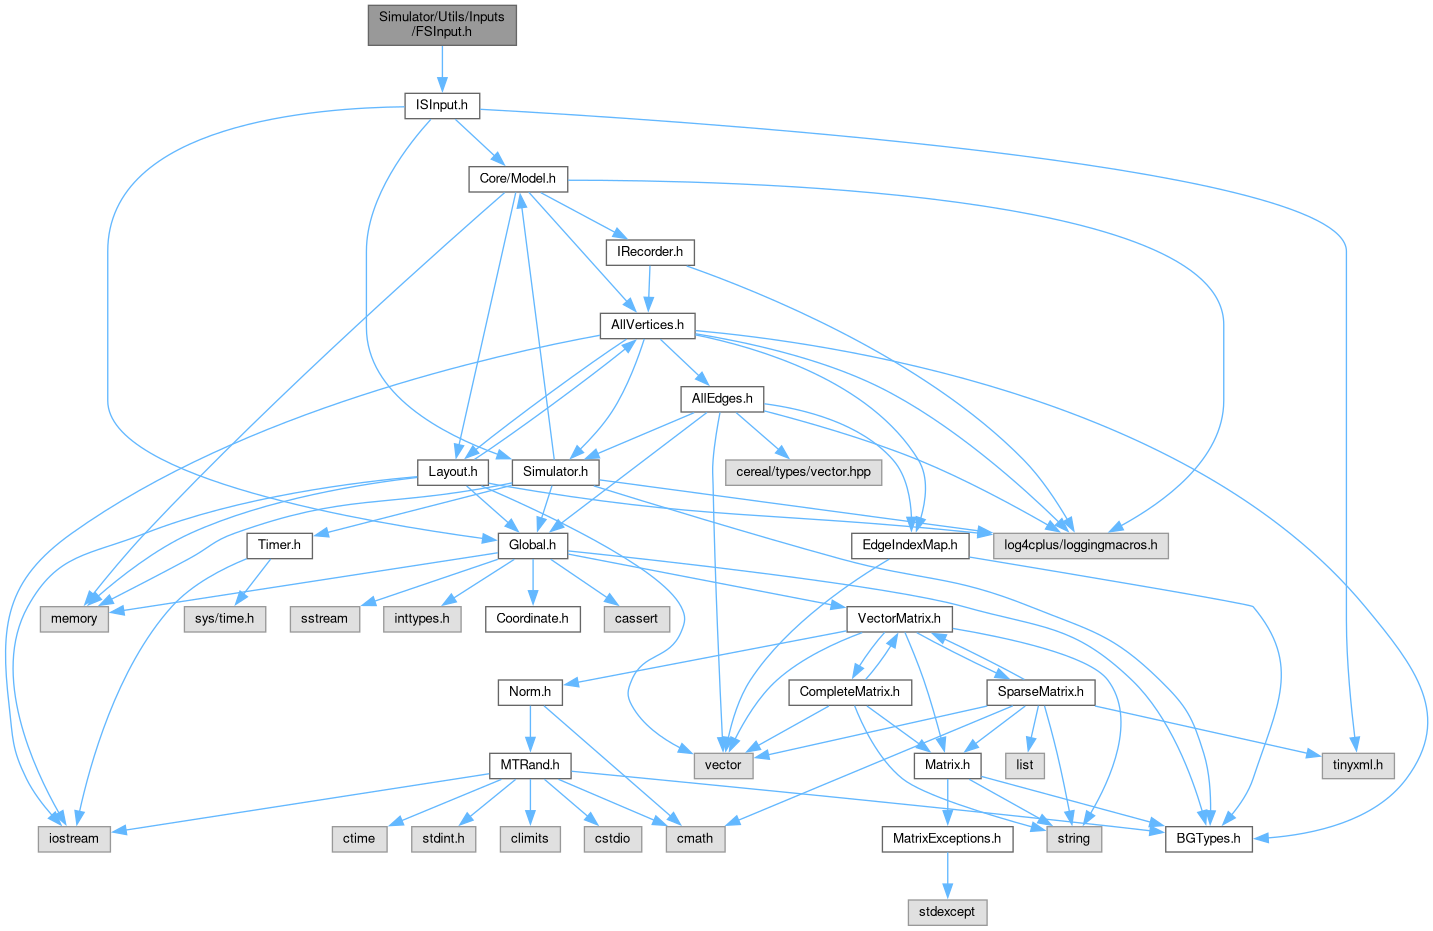 Simulator/Utils/Inputs
/FSInput.h
ISInput.h
Core/Model.h
IRecorder.h
AllVertices.h
AllEdges.h
Layout.h
Simulator.h
cereal/types/vector.hpp
Timer.h
Global.h
EdgeIndexMap.h
log4cplus/loggingmacros.h
memory
sys/time.h
sstream
inttypes.h
Coordinate.h
cassert
VectorMatrix.h
Norm.h
CompleteMatrix.h
SparseMatrix.h
MTRand.h
vector
Matrix.h
list
tinyxml.h
iostream
ctime
stdint.h
climits
cstdio
cmath
MatrixExceptions.h
string
BGTypes.h
stdexcept